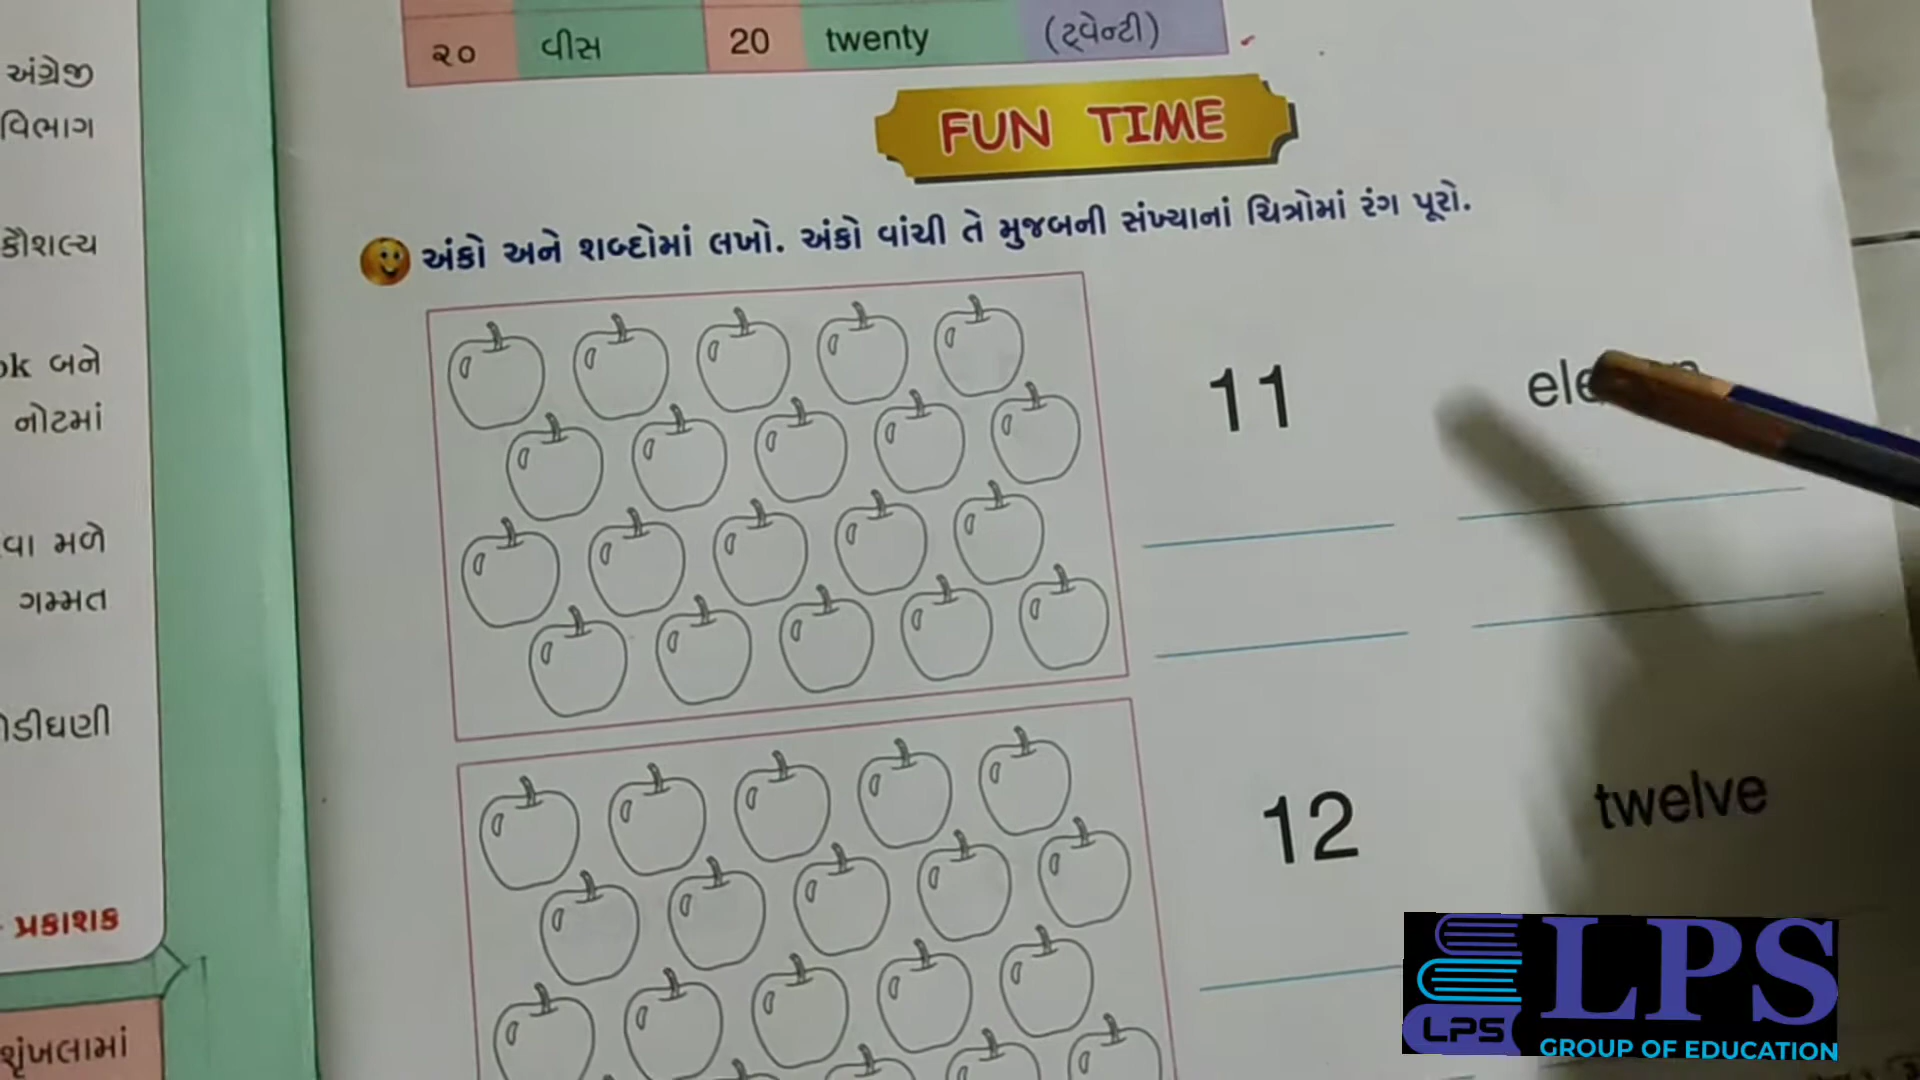 ૨૦ વીસ 20 twenty (ટ્વેન્ટી)
FUN TIME
અંકો અને શબ્દોમાં લખો. અંકો વાંચી તે મુજબની સંખ્યાનાં ચિત્રોમાં રંગ પૂરો.
11
12 twelve
અંગ્રેજી
વિભાગ
કૌશલ્ય
બને
નોટમાં
મળે
ગમ્મત
પ્રકાશક
શૃંખલામાં
LPS
LPS
GROUP OF EDUCATION